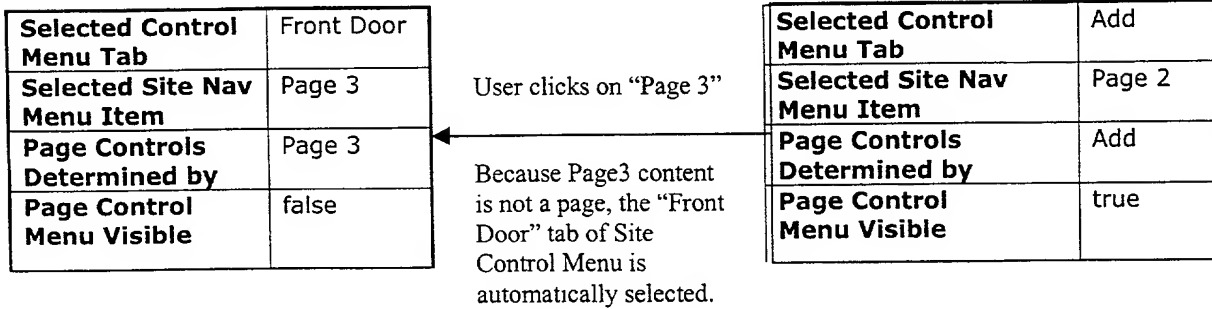 Selected Control Front Door
Menu Tab
Selected Site Nav Page 3
Menu Item
Page Controls Page 3
Determined by
Page Control false
Menu Visible
User clicks on “Page 3”
Because Page3 content
is not a page, the “Front
Door” tab of Site
Control Menu is
automatically selected.
Selected Control Add
Menu Tab
Selected Site Nav Page 2
Menu Item
Page Controls Add
Determined by
Page Control true
Menu Visible